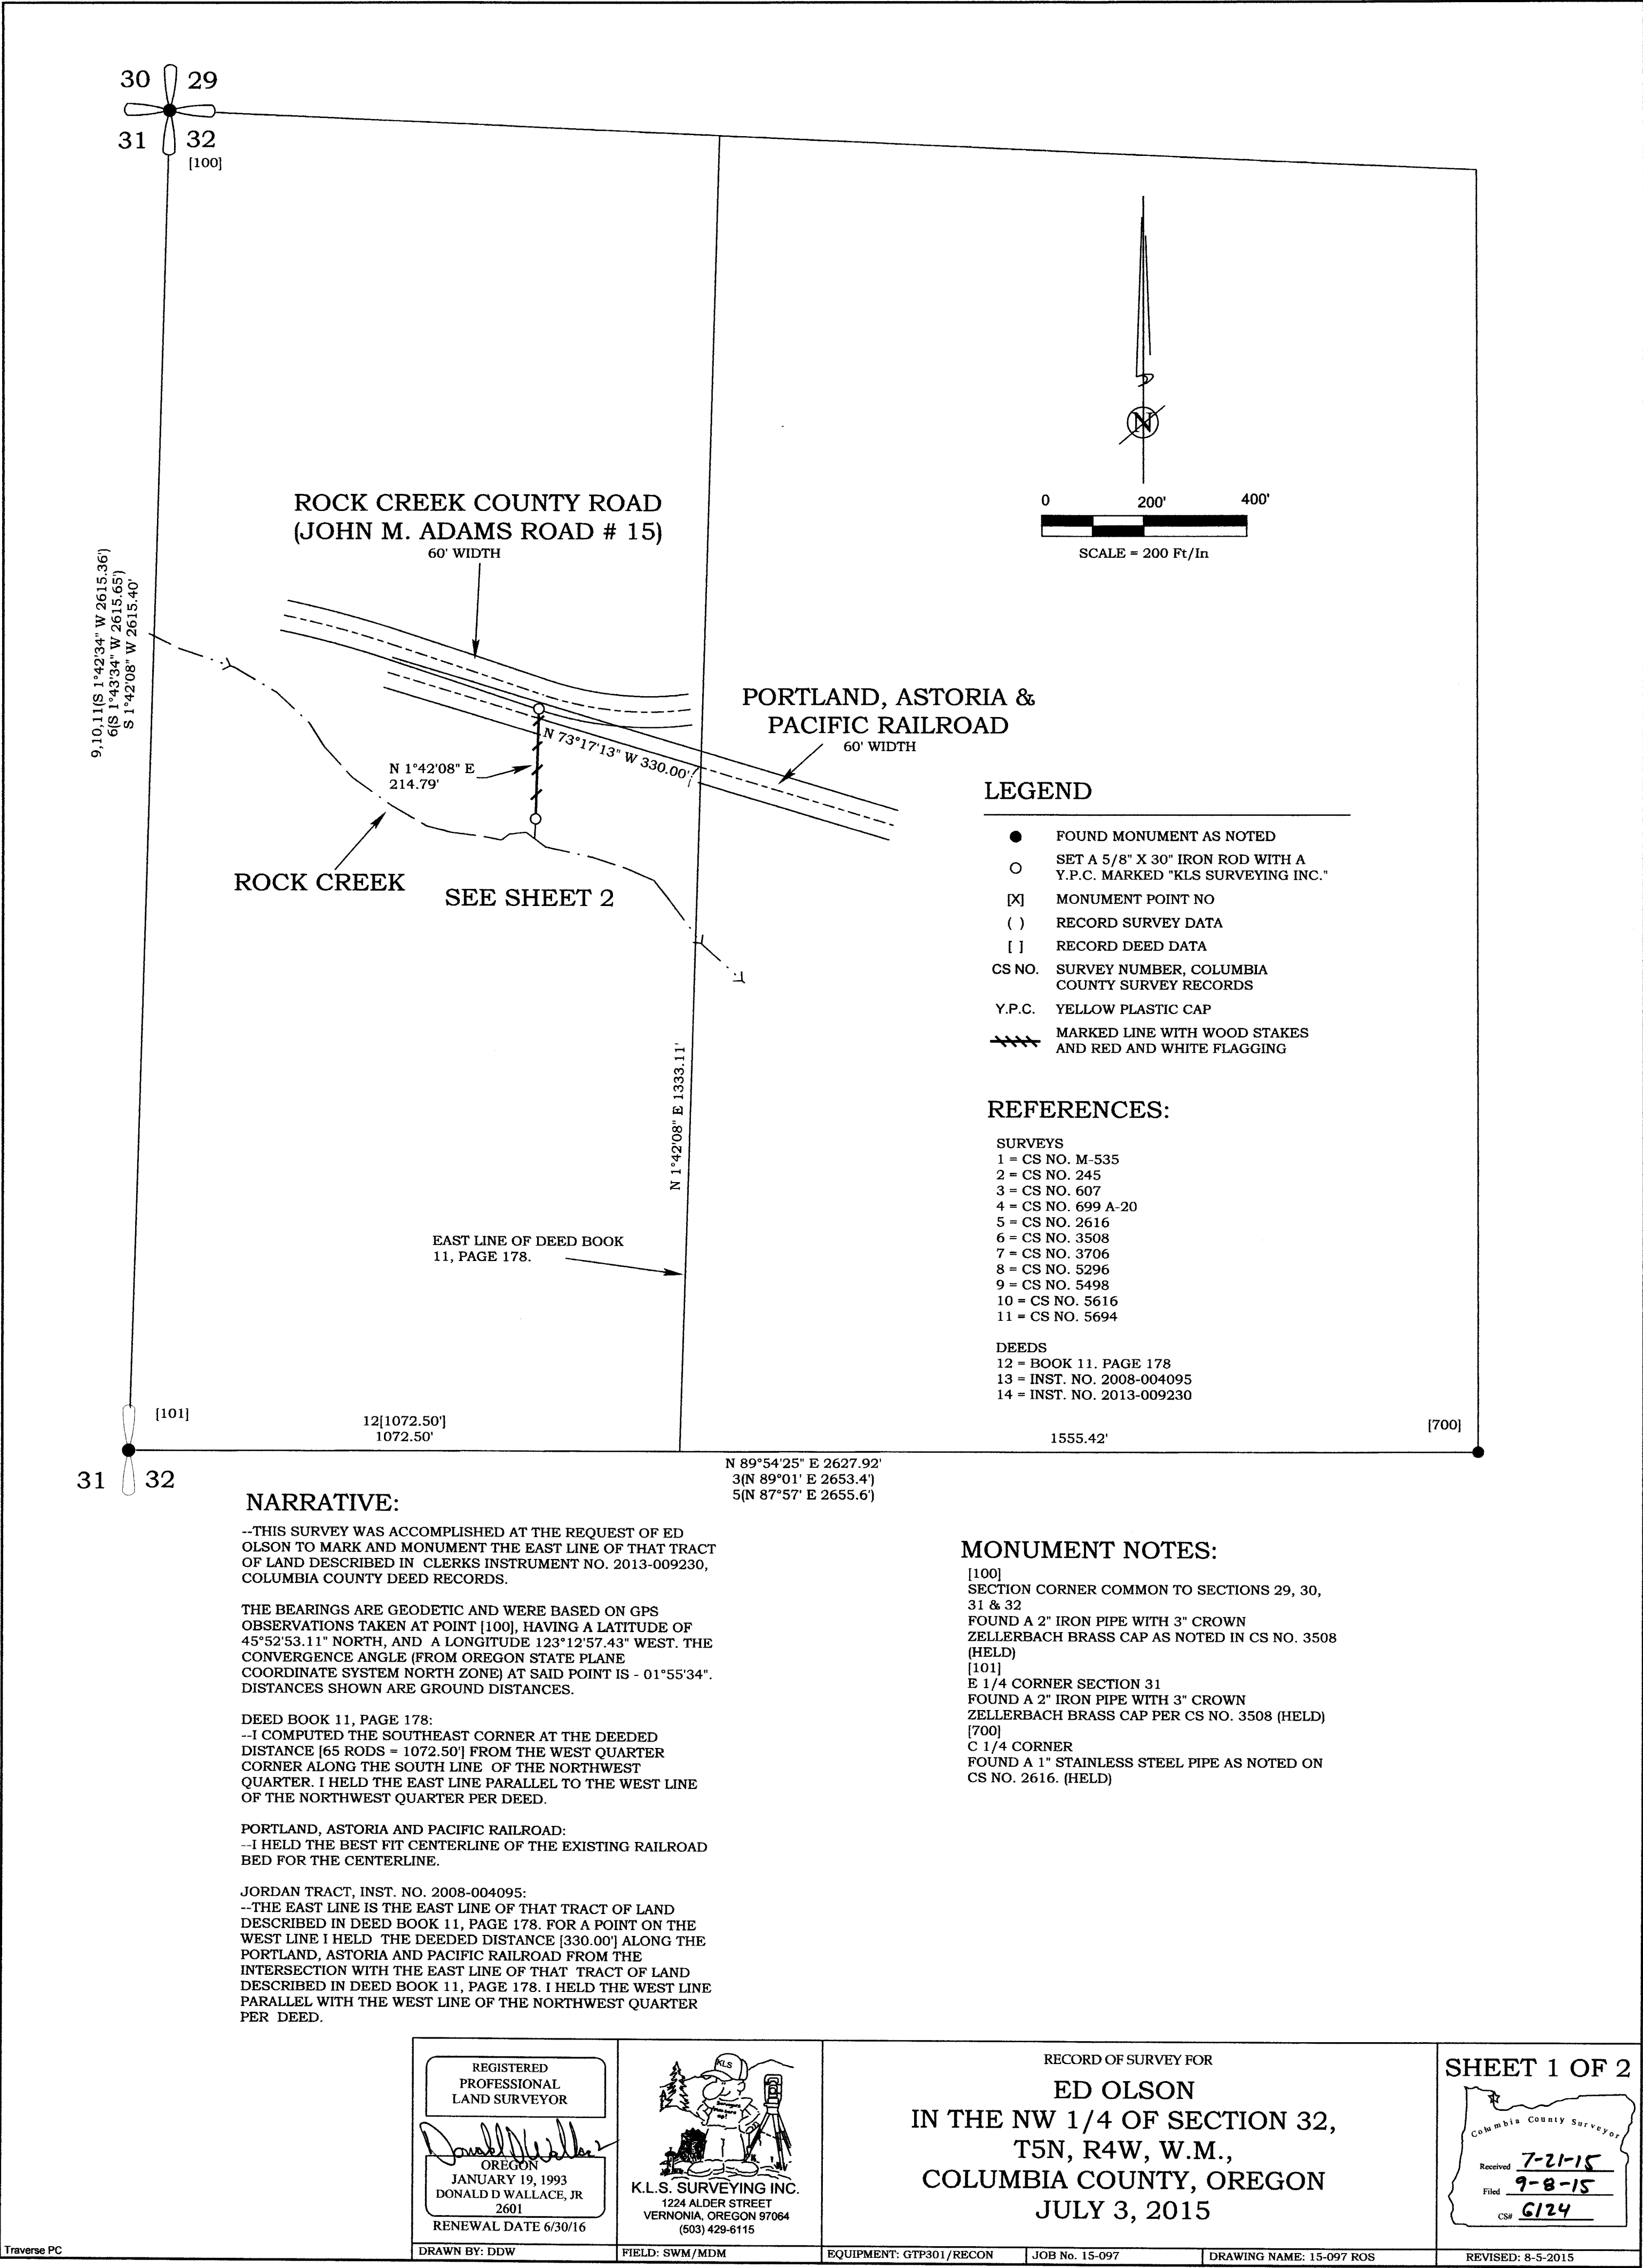 30 29
31 32
[100]
9,10,11(S 1°42'34" W 2615.36')
6(S 1°43'34" W 2615.65')
S 1°42'08" W 2615.40'
ROCK CREEK COUNTY ROAD
(JOHN M. ADAMS ROAD # 15)
60' WIDTH
N
0 200' 400'
SCALE = 200 Ft/In
PORTLAND, ASTORIA &
PACIFIC RAILROAD
60' WIDTH
N 73°17'13" W 330.00'
N 1°42'08" E
214.79'
ROCK CREEK
SEE SHEET 2
N 1°42'08" E 1333.11'
EAST LINE OF DEED BOOK
11, PAGE 178.
LEGEND
FOUND MONUMENT AS NOTED
SET A 5/8" X 30" IRON ROD WITH A
Y.P.C. MARKED "KLS SURVEYING INC."
[X] MONUMENT POINT NO
( ) RECORD SURVEY DATA
[ ] RECORD DEED DATA
CS NO. SURVEY NUMBER, COLUMBIA
COUNTY SURVEY RECORDS
Y.P.C. YELLOW PLASTIC CAP
MARKED LINE WITH WOOD STAKES
AND RED AND WHITE FLAGGING
REFERENCES:
SURVEYS
1 = CS NO. M-535
2 = CS NO. 245
3 = CS NO. 607
4 = CS NO. 699 A-20
5 = CS NO. 2616
6 = CS NO. 3508
7 = CS NO. 3706
8 = CS NO. 5296
9 = CS NO. 5498
10 = CS NO. 5616
11 = CS NO. 5694
DEEDS
12 = BOOK 11. PAGE 178
13 = INST. NO. 2008-004095
14 = INST. NO. 2013-009230
[101]
12[1072.50']
1072.50'
1555.42'
[700]
31 32
N 89°54'25" E 2627.92'
3(N 89°01' E 2653.4')
5(N 87°57' E 2655.6')
NARRATIVE:
--THIS SURVEY WAS ACCOMPLISHED AT THE REQUEST OF ED
OLSON TO MARK AND MONUMENT THE EAST LINE OF THAT TRACT
OF LAND DESCRIBED IN CLERKS INSTRUMENT NO. 2013-009230,
COLUMBIA COUNTY DEED RECORDS.
THE BEARINGS ARE GEODETIC AND WERE BASED ON GPS
OBSERVATIONS TAKEN AT POINT [100], HAVING A LATITUDE OF
45°52'53.11" NORTH, AND A LONGITUDE 123°12'57.43" WEST. THE
CONVERGENCE ANGLE (FROM OREGON STATE PLANE
COORDINATE SYSTEM NORTH ZONE) AT SAID POINT IS - 01°55'34".
DISTANCES SHOWN ARE GROUND DISTANCES.
DEED BOOK 11, PAGE 178:
--I COMPUTED THE SOUTHEAST CORNER AT THE DEEDED
DISTANCE [65 RODS = 1072.50'] FROM THE WEST QUARTER
CORNER ALONG THE SOUTH LINE OF THE NORTHWEST
QUARTER. I HELD THE EAST LINE PARALLEL TO THE WEST LINE
OF THE NORTHWEST QUARTER PER DEED.
PORTLAND, ASTORIA AND PACIFIC RAILROAD:
--I HELD THE BEST FIT CENTERLINE OF THE EXISTING RAILROAD
BED FOR THE CENTERLINE.
JORDAN TRACT, INST. NO. 2008-004095:
--THE EAST LINE IS THE EAST LINE OF THAT TRACT OF LAND
DESCRIBED IN DEED BOOK 11, PAGE 178. FOR A POINT ON THE
WEST LINE I HELD THE DEEDED DISTANCE [330.00'] ALONG THE
PORTLAND, ASTORIA AND PACIFIC RAILROAD FROM THE
INTERSECTION WITH THE EAST LINE OF THAT TRACT OF LAND
DESCRIBED IN DEED BOOK 11, PAGE 178. I HELD THE WEST LINE
PARALLEL WITH THE WEST LINE OF THE NORTHWEST QUARTER
PER DEED.
MONUMENT NOTES:
[100]
SECTION CORNER COMMON TO SECTIONS 29, 30,
31 & 32
FOUND A 2" IRON PIPE WITH 3" CROWN
ZELLERBACH BRASS CAP AS NOTED IN CS NO. 3508
(HELD)
[101]
E 1/4 CORNER SECTION 31
FOUND A 2" IRON PIPE WITH 3" CROWN
ZELLERBACH BRASS CAP PER CS NO. 3508 (HELD)
[700]
C 1/4 CORNER
FOUND A 1" STAINLESS STEEL PIPE AS NOTED ON
CS NO. 2616. (HELD)
REGISTERED
PROFESSIONAL
LAND SURVEYOR
OREGON
JANUARY 19, 1993
DONALD D WALLACE, JR
2601
RENEWAL DATE 6/30/16
KLS
K.L.S. SURVEYING INC.
1224 ALDER STREET
VERNONIA, OREGON 97064
(503) 429-6115
RECORD OF SURVEY FOR
ED OLSON
IN THE NW 1/4 OF SECTION 32,
T5N, R4W, W.M.,
COLUMBIA COUNTY, OREGON
JULY 3, 2015
SHEET 1 OF 2
Columbia County Surveyor
Received 7-21-15
Filed 9-8-15
CS# 6124
Traverse PC
DRAWN BY: DDW
FIELD: SWM/MDM
EQUIPMENT: GTP301/RECON
JOB No. 15-097
DRAWING NAME: 15-097 ROS
REVISED: 8-5-2015